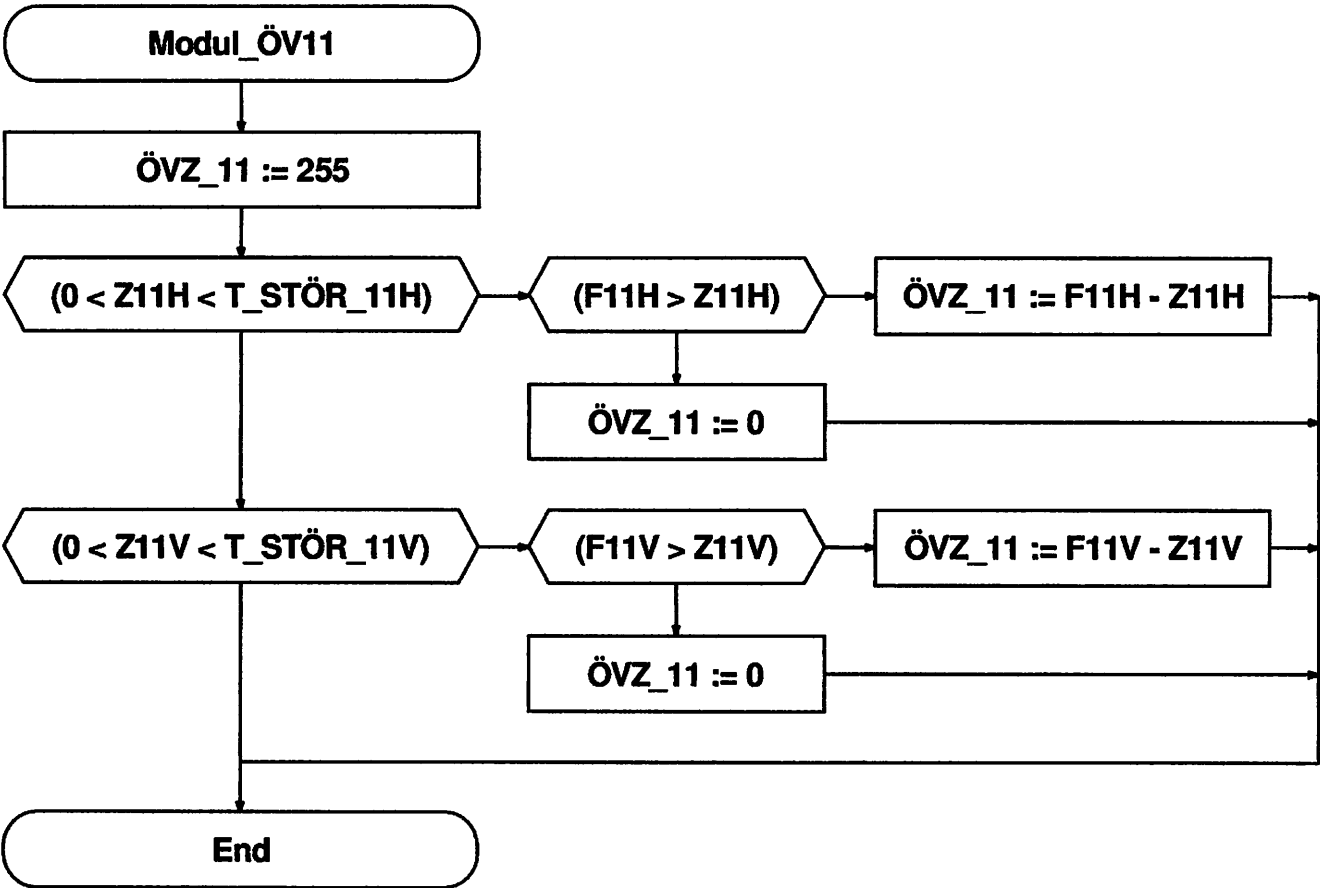 Modul_ÖV11
ÖVZ_11 := 255
(0 < Z11H < T_STÖR_11H)
(F11H > Z11H)
ÖVZ_11 := F11H - Z11H
ÖVZ_11 := 0
(0 < Z11V < T_STÖR_11V)
(F11V > Z11V)
ÖVZ_11 := F11V - Z11V
ÖVZ_11 := 0
End